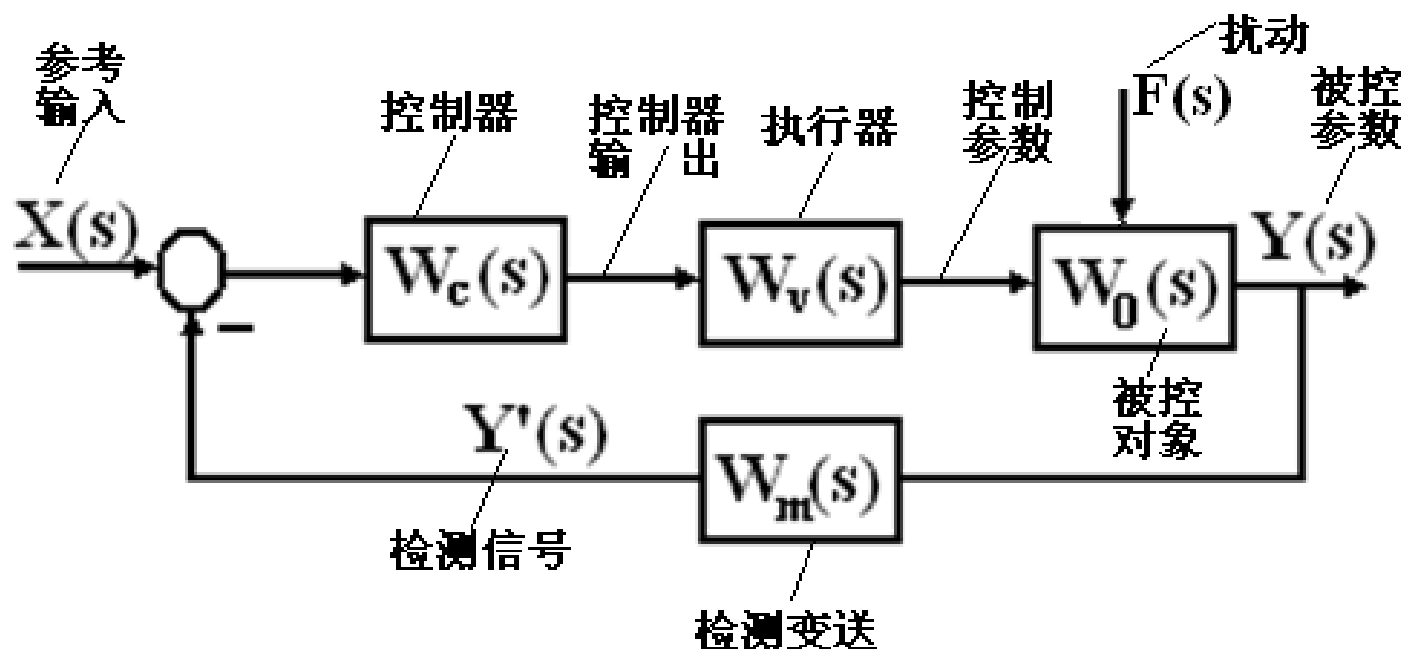 参考
输入
控制器
控制器
输 出
执行器
控制
参数
扰动
F(s)
被控
参数
X(s)
W_c(s)
W_v(s)
W_0(s)
Y(s)
−
被控
对象
Y'(s)
W_m(s)
检测信号
检测变送